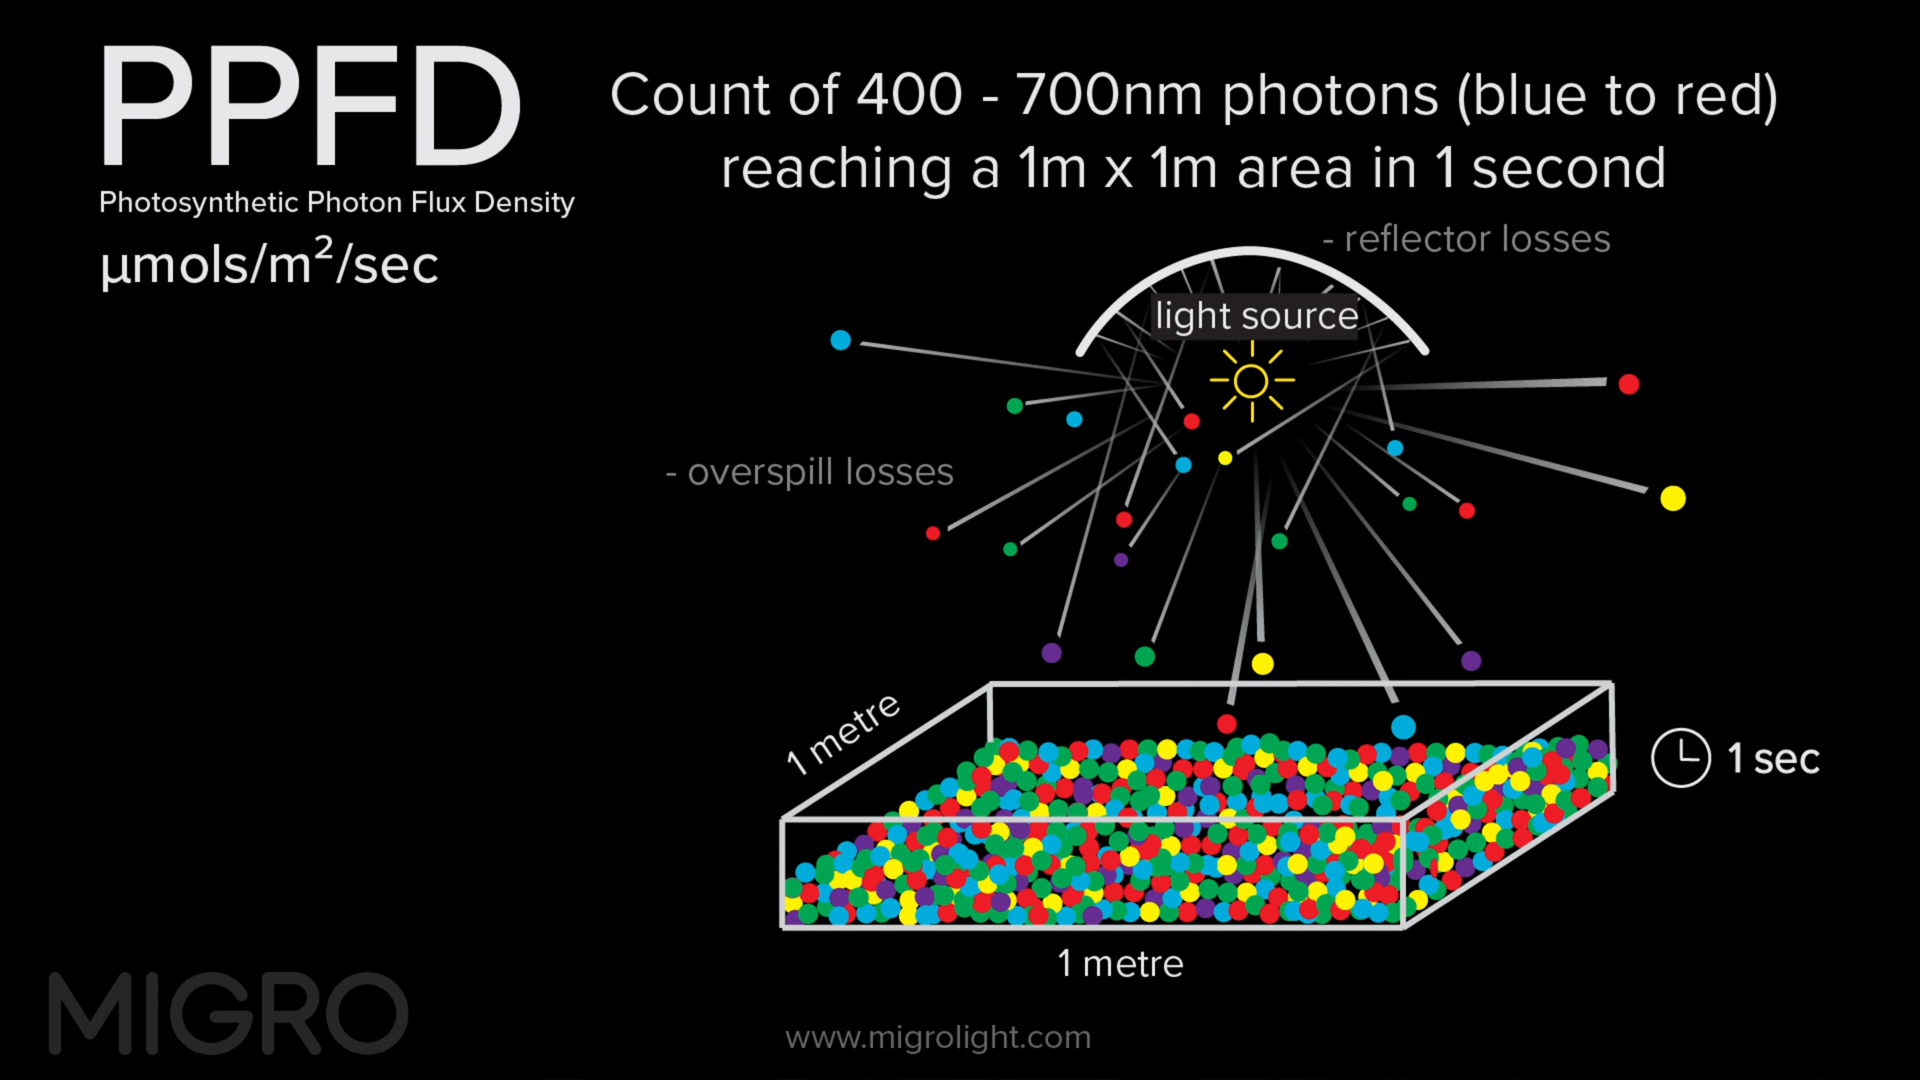 PPFD
Photosynthetic Photon Flux Density
µmols/m²/sec
Count of 400 - 700nm photons (blue to red)
reaching a 1m x 1m area in 1 second
- reflector losses
light source
- overspill losses
1 metre
1 sec
1 metre
MIGRO
www.migrolight.com